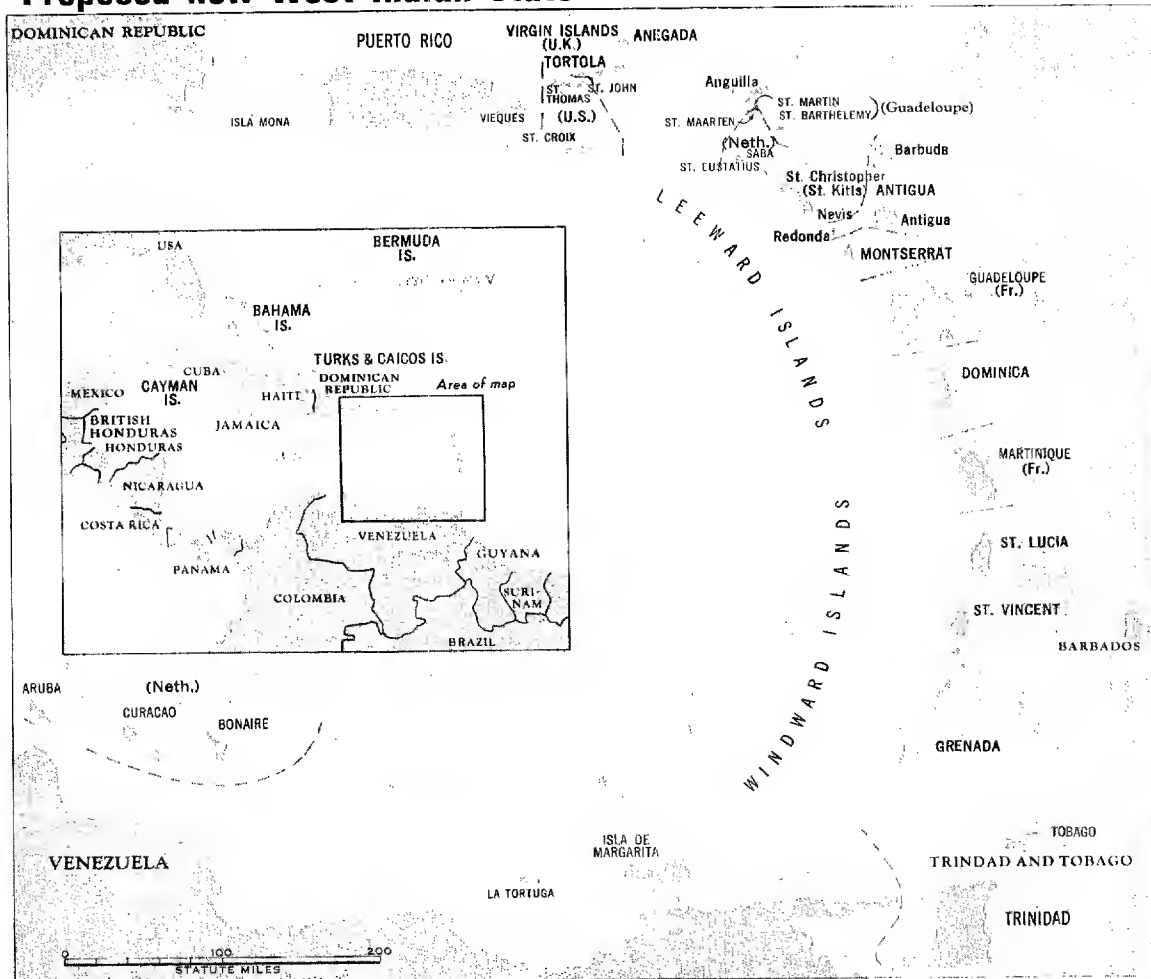 Proposed New West Indian State
DOMINICAN REPUBLIC
PUERTO RICO
VIRGIN ISLANDS
(U.K.)
ANEGADA
TORTOLA
ST.
THOMAS
ST. JOHN
(U.S.)
ISLA MONA
VIEQUES
ST. CROIX
Anguilla
ST. MARTIN
ST. BARTHELEMY
(Guadeloupe)
ST. MAARTEN
(Neth.)
SABA
ST. EUSTATIUS
Barbuda
St. Christopher
(St. Kitts)
ANTIGUA
Nevis
Antigua
Redonda
MONTSERRAT
LEEWARD ISLANDS
GUADELOUPE
(Fr.)
DOMINICA
MARTINIQUE
(Fr.)
WINDWARD ISLANDS
ST. LUCIA
ST. VINCENT
BARBADOS
GRENADA
USA
BERMUDA
IS.
BAHAMA
IS.
TURKS & CAICOS IS.
CUBA
DOMINICAN
REPUBLIC
Area of map
MEXICO
CAYMAN
IS.
HAITI
JAMAICA
BRITISH
HONDURAS
HONDURAS
NICARAGUA
COSTA RICA
PANAMA
VENEZUELA
GUYANA
COLOMBIA
SURI-
NAM
BRAZIL
ARUBA
(Neth.)
CURACAO
BONAIRE
ISLA DE
MARGARITA
TOBAGO
VENEZUELA
TRINIDAD AND TOBAGO
LA TORTUGA
TRINIDAD
0 100 200
STATUTE MILES